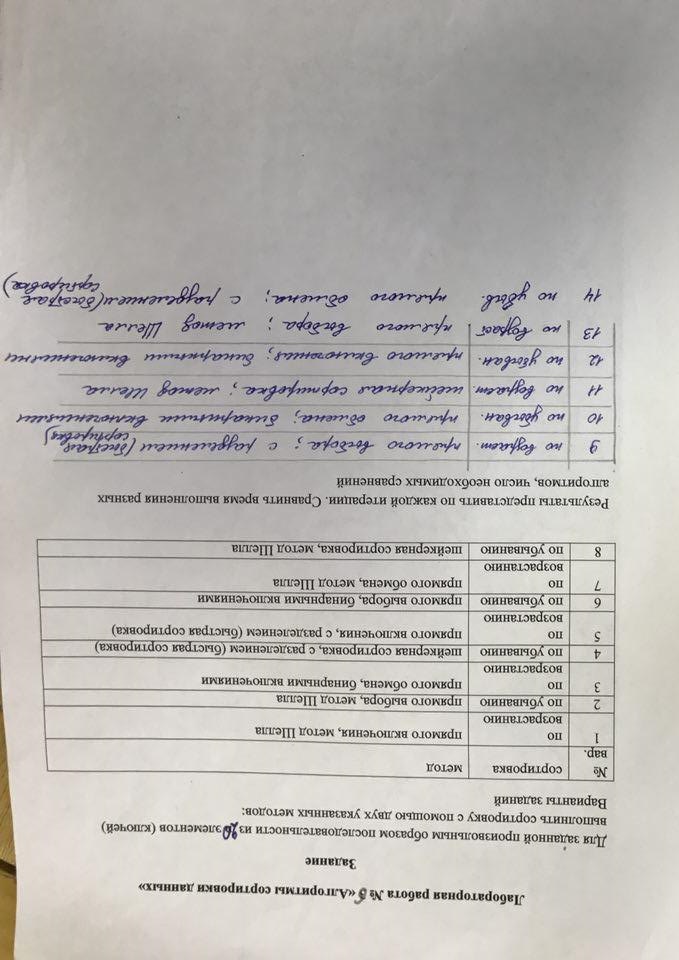 Лабораторная работа № 5 «Алгоритмы сортировки данных»
Задание
Для заданной произвольным образом последовательности из 20 элементов (ключей)
выполнить сортировку с помощью двух указанных методов:
Варианты заданий
№ вар. сортировка метод
1 по возрастанию прямого включения, метод Шелла
2 по убыванию прямого выбора, метод Шелла
3 по возрастанию прямого обмена, бинарными включениями
4 по убыванию шейкерная сортировка, с разделением (быстрая сортировка)
5 по возрастанию прямого включения, с разделением (быстрая сортировка)
6 по убыванию прямого выбора, бинарными включениями
7 по возрастанию прямого обмена, метод Шелла
8 по убыванию шейкерная сортировка, метод Шелла
Результаты представить по каждой итерации. Сравнить время выполнения разных
алгоритмов, число необходимых сравнений
9 по возраст. прямого выбора; с разделением (быстрая сортировка)
10 по убыван. прямого обмена; бинарными включениями
11 по возраст. шейкерная сортировка; метод Шелла
12 по убыван. прямого включения; бинарными включениями
13 по возраст прямого выбора; метод Шелла
14 по убыв. прямого обмена; с разделением (быстрая сортировка)